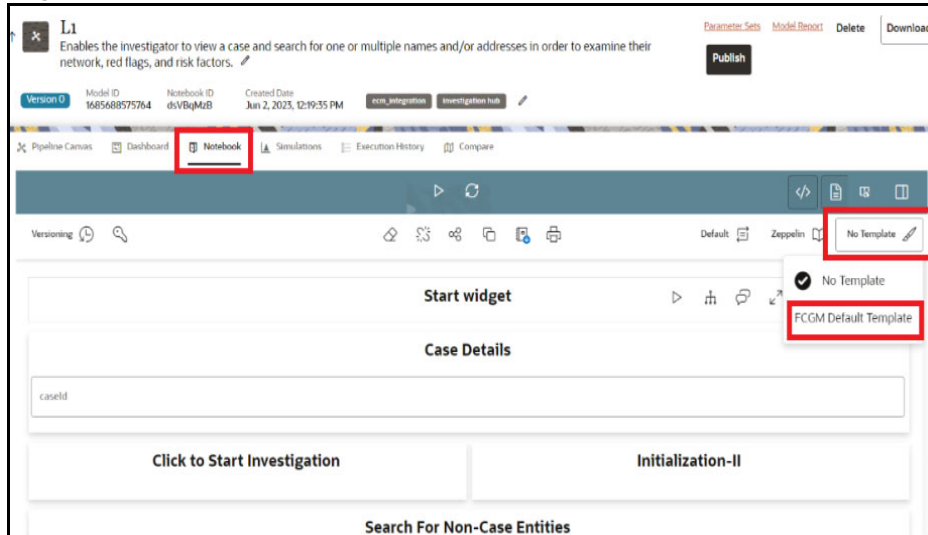 L1
Enables the investigator to view a case and search for one or multiple names and/or addresses in order to examine their
network, red flags, and risk factors.
Parameter Sets Model Report Delete Download
Publish
Version 0
Model ID
1685688575764
Notebook ID
dsVBqMzB
Created Date
Jun 2, 2023, 12:19:35 PM
ecm_integration investigation hub
Pipeline Canvas Dashboard Notebook Simulations Execution History Compare
Versioning
Default Zeppelin No Template
No Template
FCGM Default Template
Start widget
Case Details
caseId
Click to Start Investigation Initialization-II
Search For Non-Case Entities